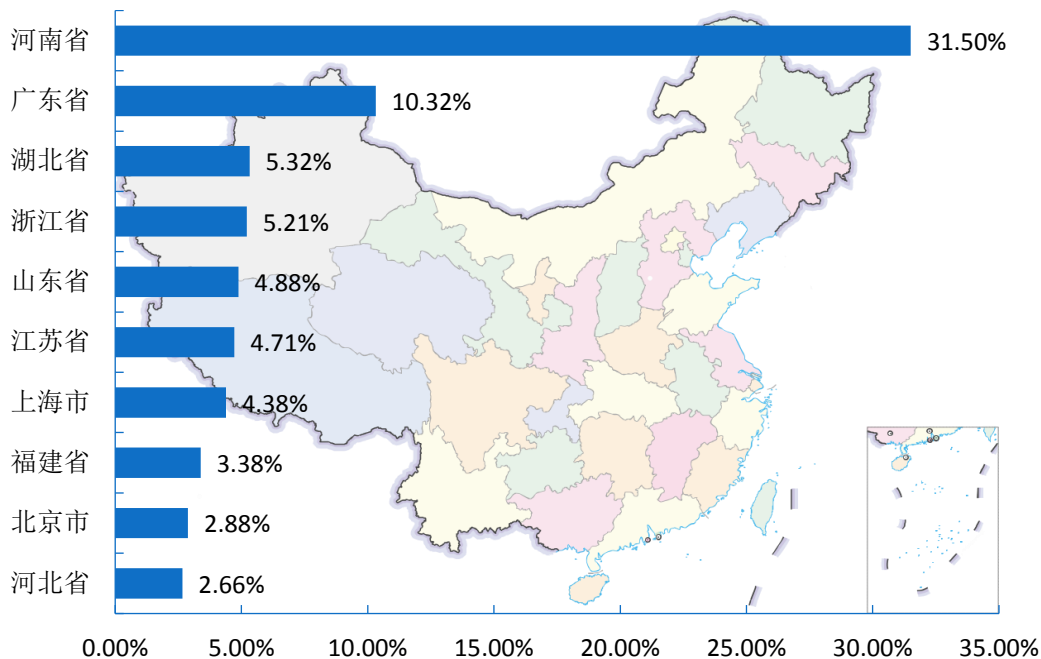 河南省 31.50%
广东省 10.32%
湖北省 5.32%
浙江省 5.21%
山东省 4.88%
江苏省 4.71%
上海市 4.38%
福建省 3.38%
北京市 2.88%
河北省 2.66%
0.00% 5.00% 10.00% 15.00% 20.00% 25.00% 30.00% 35.00%